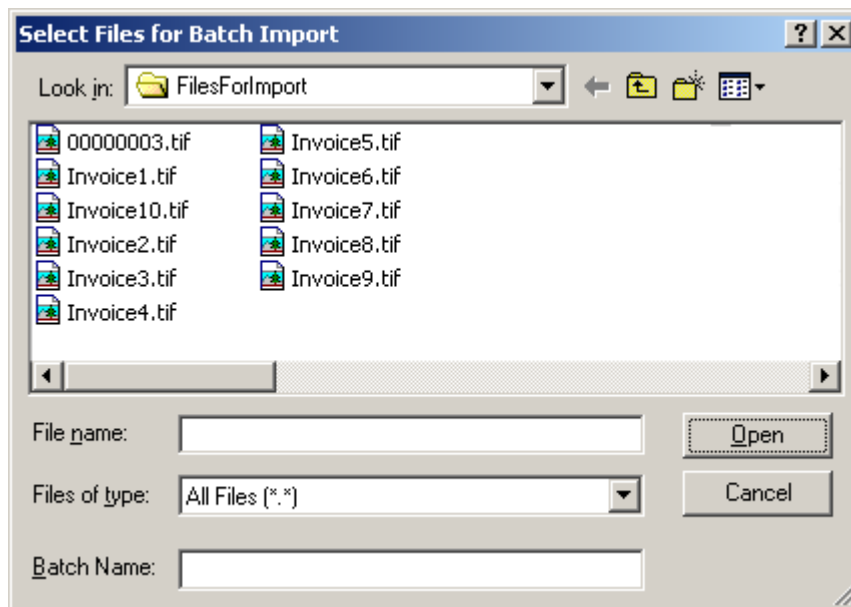 Select Files for Batch Import
Look in: FilesForImport
00000003.tif
Invoice1.tif
Invoice10.tif
Invoice2.tif
Invoice3.tif
Invoice4.tif
Invoice5.tif
Invoice6.tif
Invoice7.tif
Invoice8.tif
Invoice9.tif
File name:
Open
Files of type: All Files (*.*)
Cancel
Batch Name: